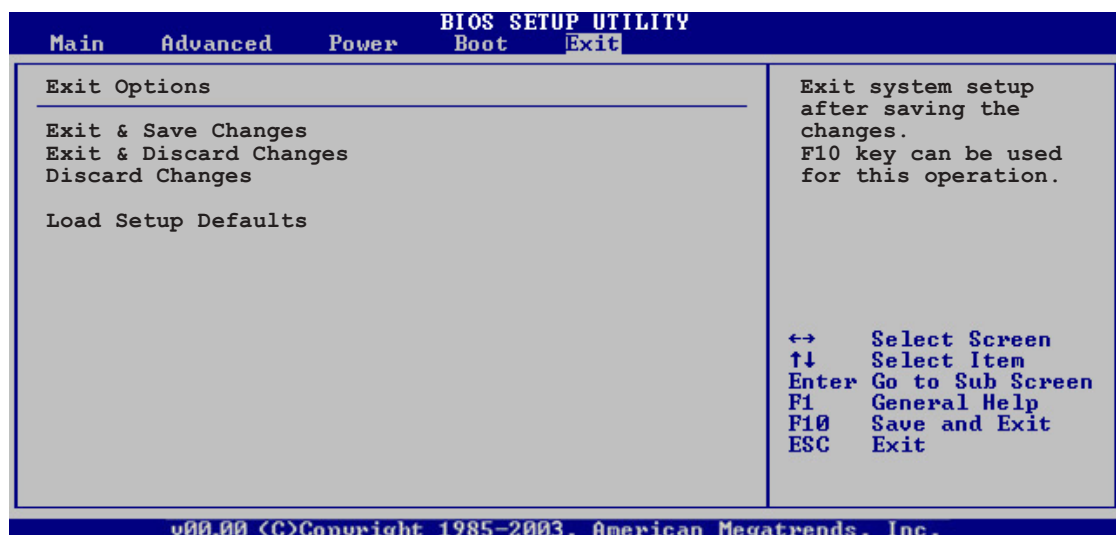 BIOS SETUP UTILITY
Main Advanced Power Boot Exit
Exit Options
Exit & Save Changes
Exit & Discard Changes
Discard Changes
Load Setup Defaults
Exit system setup
after saving the
changes.
F10 key can be used
for this operation.
←→ Select Screen
↑↓ Select Item
Enter Go to Sub Screen
F1 General Help
F10 Save and Exit
ESC Exit
v00.00 (C)Copyright 1985-2003, American Megatrends, Inc.